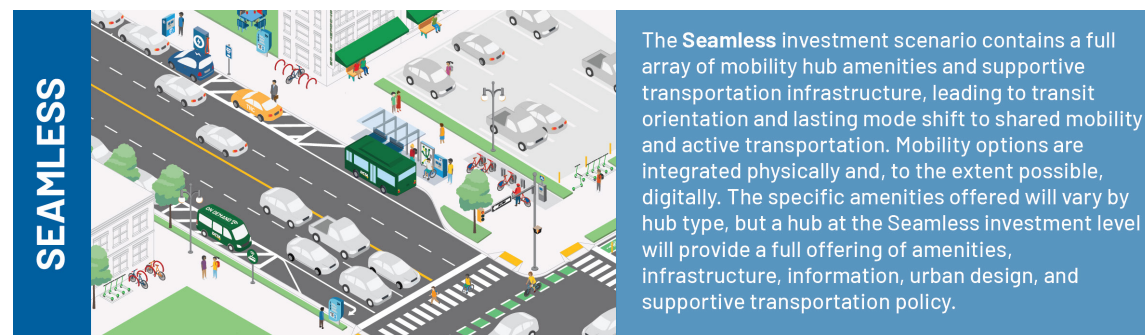 SEAMLESS
ON DEMAND
The Seamless investment scenario contains a full
array of mobility hub amenities and supportive
transportation infrastructure, leading to transit
orientation and lasting mode shift to shared mobility
and active transportation. Mobility options are
integrated physically and, to the extent possible,
digitally. The specific amenities offered will vary by
hub type, but a hub at the Seamless investment level
will provide a full offering of amenities,
infrastructure, information, urban design, and
supportive transportation policy.